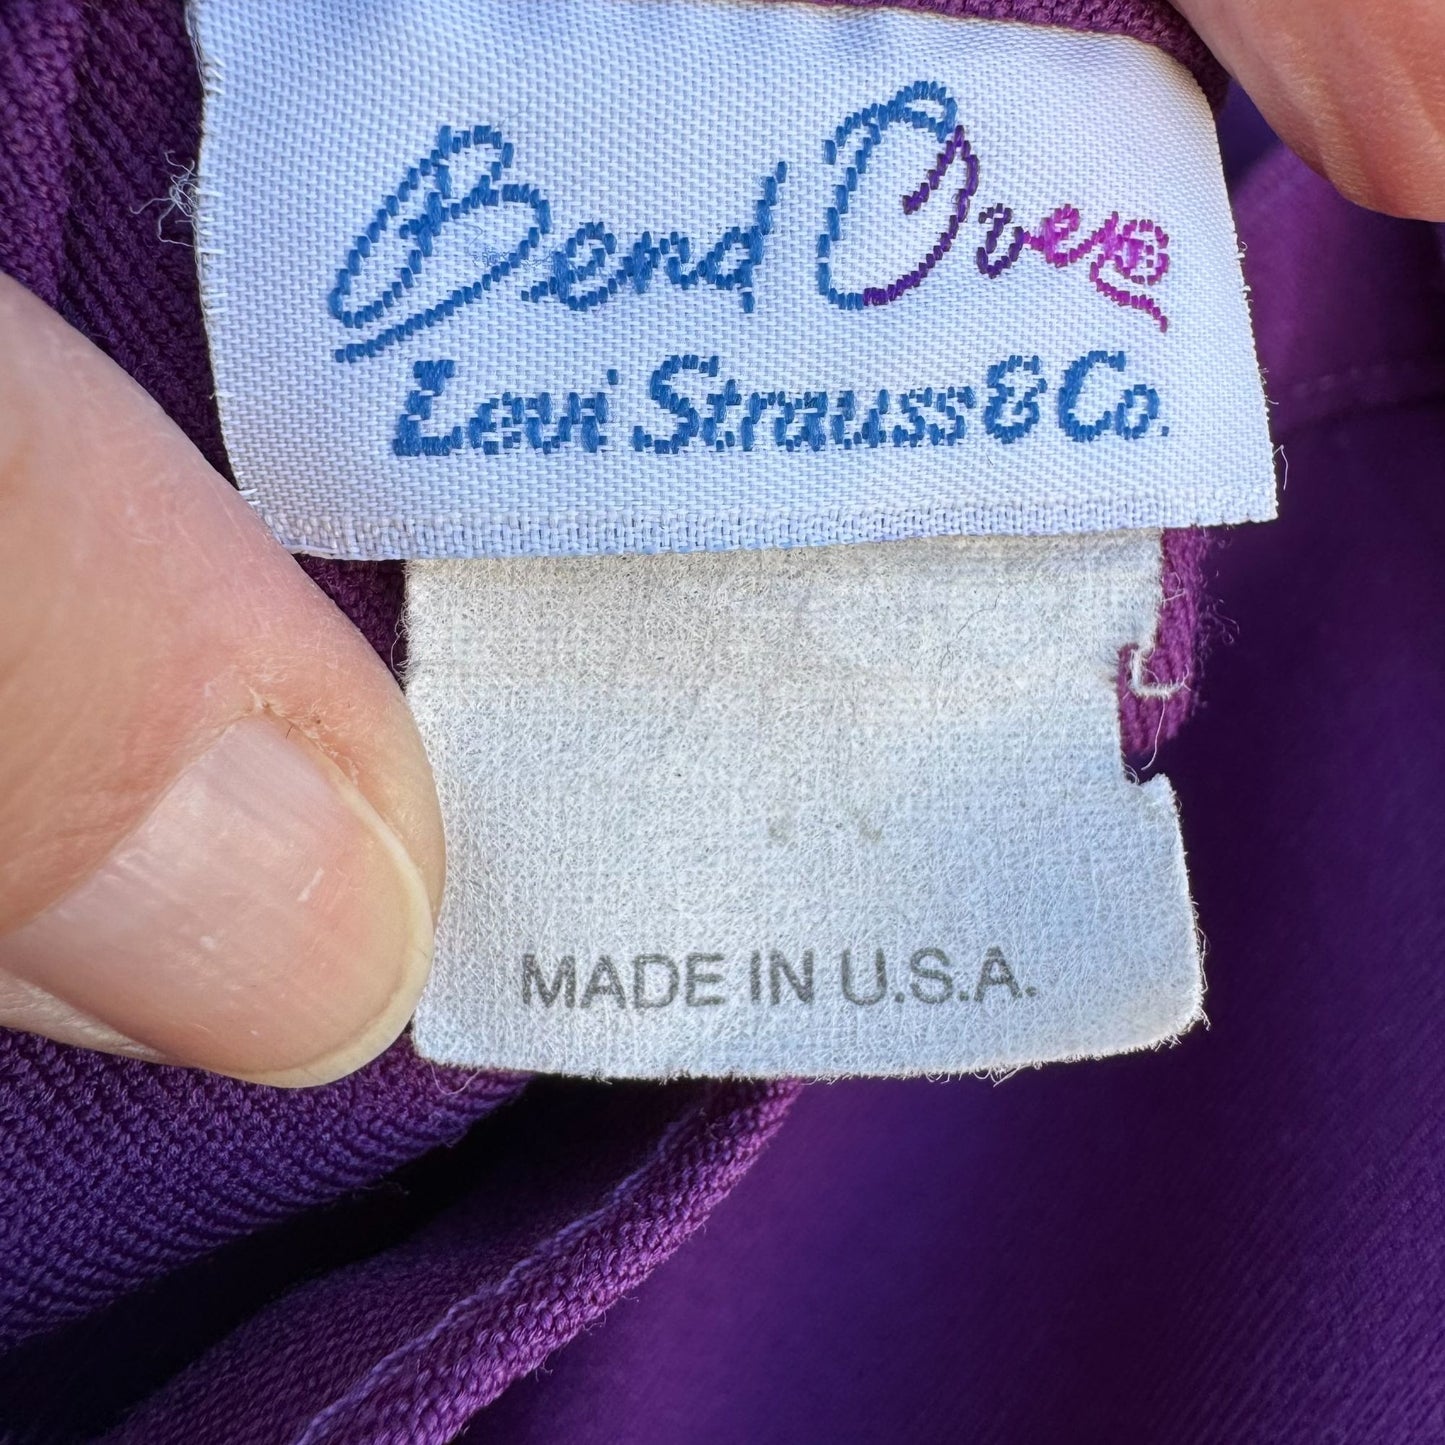 Bend Over®
Levi Strauss & Co.
MADE IN U.S.A.